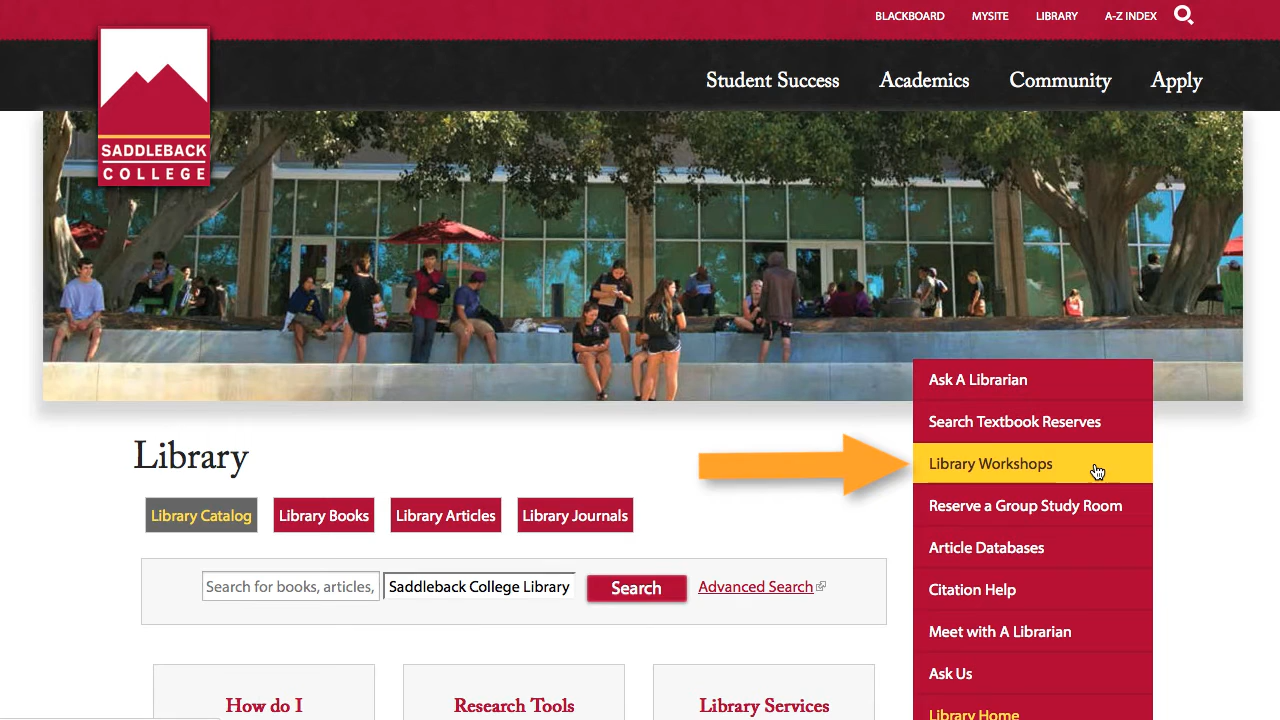 BLACKBOARD MYSITE LIBRARY A-Z INDEX
Student Success Academics Community Apply
SADDLEBACK
COLLEGE
Ask A Librarian
Search Textbook Reserves
Library Workshops
Reserve a Group Study Room
Article Databases
Citation Help
Meet with A Librarian
Ask Us
Library Home
Library
Library Catalog Library Books Library Articles Library Journals
Search for books, articles, Saddleback College Library Search Advanced Search
How do I Research Tools Library Services